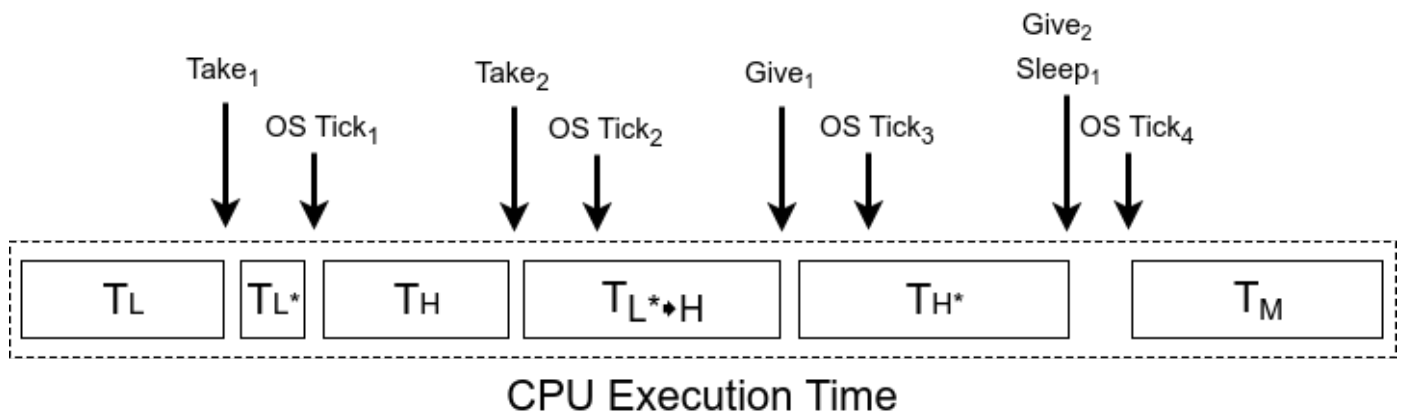 Give₂
Take₁ Take₂ Give₁ Sleep₁
OS Tick₁ OS Tick₂ OS Tick₃ OS Tick₄
TL TL* TH TL*➧H TH* TM
CPU Execution Time